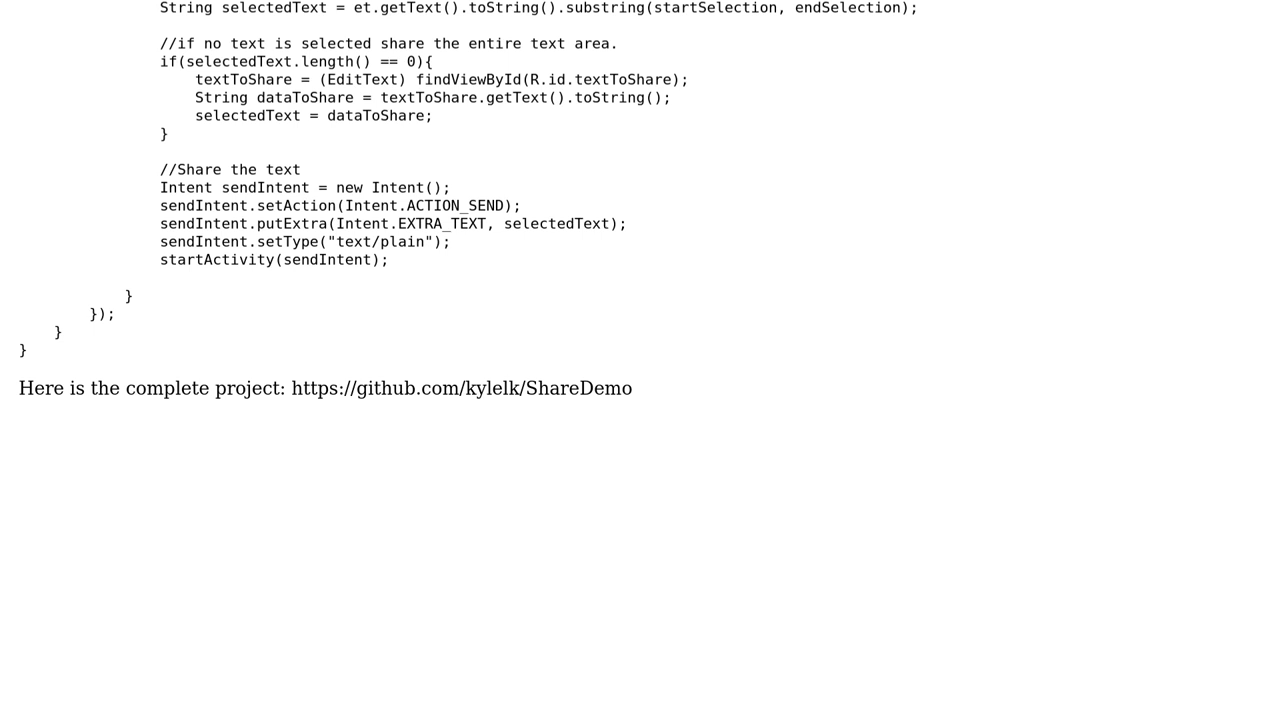 String selectedText = et.getText().toString().substring(startSelection, endSelection);
//if no text is selected share the entire text area.
if(selectedText.length() == 0){
textToShare = (EditText) findViewById(R.id.textToShare);
String dataToShare = textToShare.getText().toString();
selectedText = dataToShare;
}
//Share the text
Intent sendIntent = new Intent();
sendIntent.setAction(Intent.ACTION_SEND);
sendIntent.putExtra(Intent.EXTRA_TEXT, selectedText);
sendIntent.setType("text/plain");
startActivity(sendIntent);
}
});
}
}
Here is the complete project: https://github.com/kylelk/ShareDemo